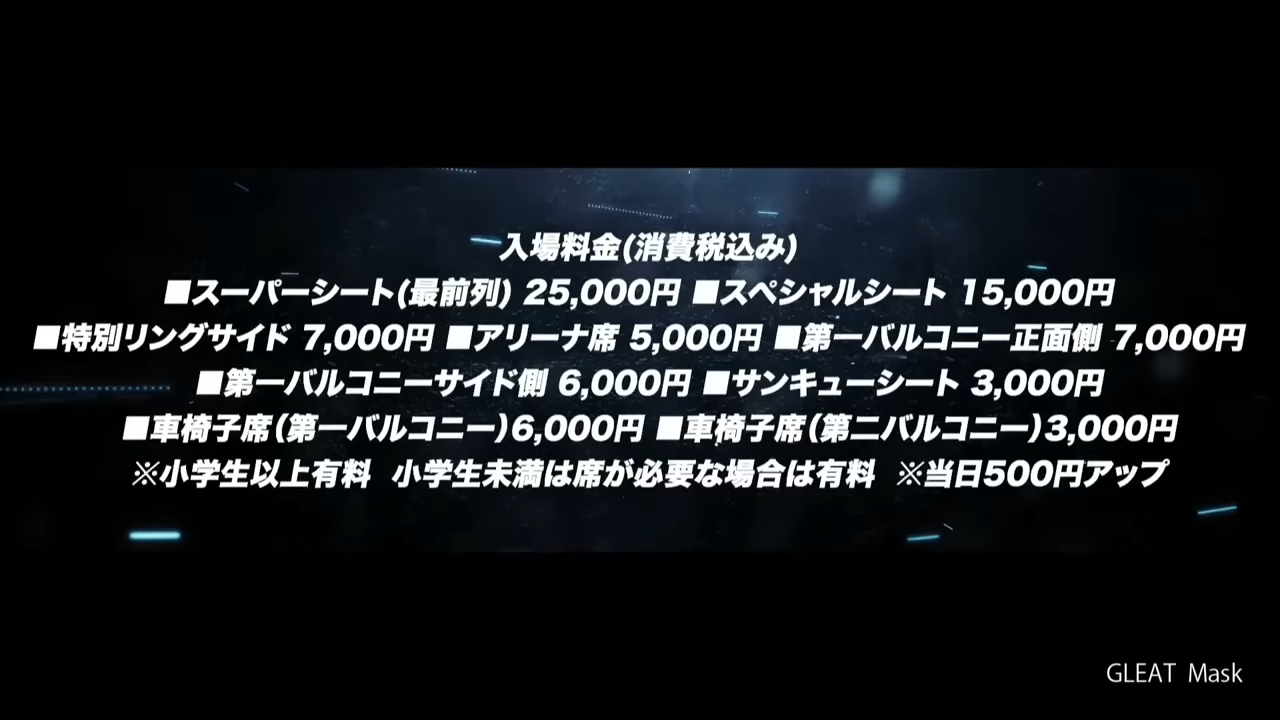 入場料金(消費税込み)
■スーパーシート(最前列) 25,000円 ■スペシャルシート 15,000円
■特別リングサイド 7,000円 ■アリーナ席 5,000円 ■第一バルコニー正面側 7,000円
■第一バルコニーサイド側 6,000円 ■サンキューシート 3,000円
■車椅子席(第一バルコニー)6,000円 ■車椅子席(第二バルコニー)3,000円
※小学生以上有料 小学生未満は席が必要な場合は有料 ※当日500円アップ
GLEAT Mask